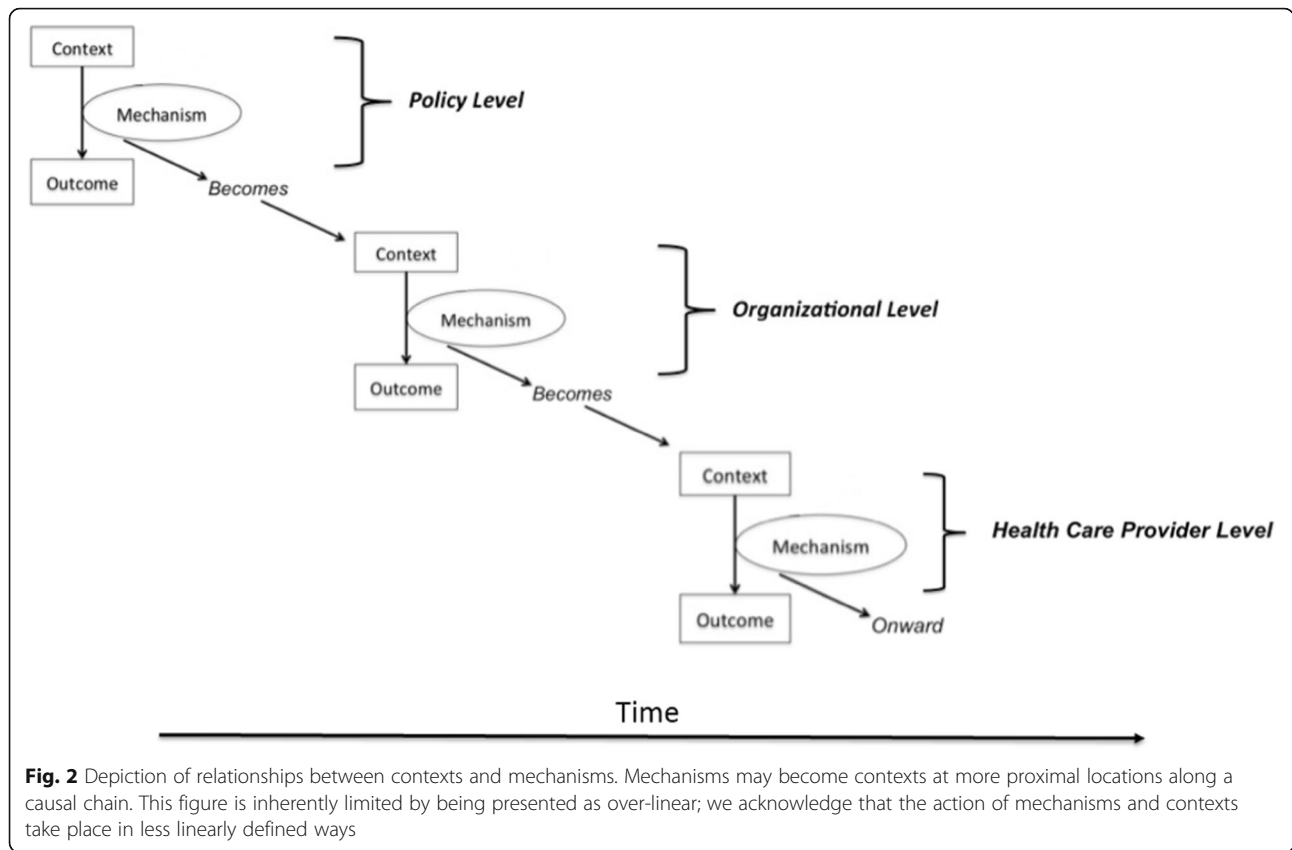 Context
Mechanism
Policy Level
Outcome
Becomes
Context
Mechanism
Organizational Level
Outcome
Becomes
Context
Mechanism
Health Care Provider Level
Outcome
Onward
Time
Fig. 2 Depiction of relationships between contexts and mechanisms. Mechanisms may become contexts at more proximal locations along a
causal chain. This figure is inherently limited by being presented as over-linear; we acknowledge that the action of mechanisms and contexts
take place in less linearly defined ways